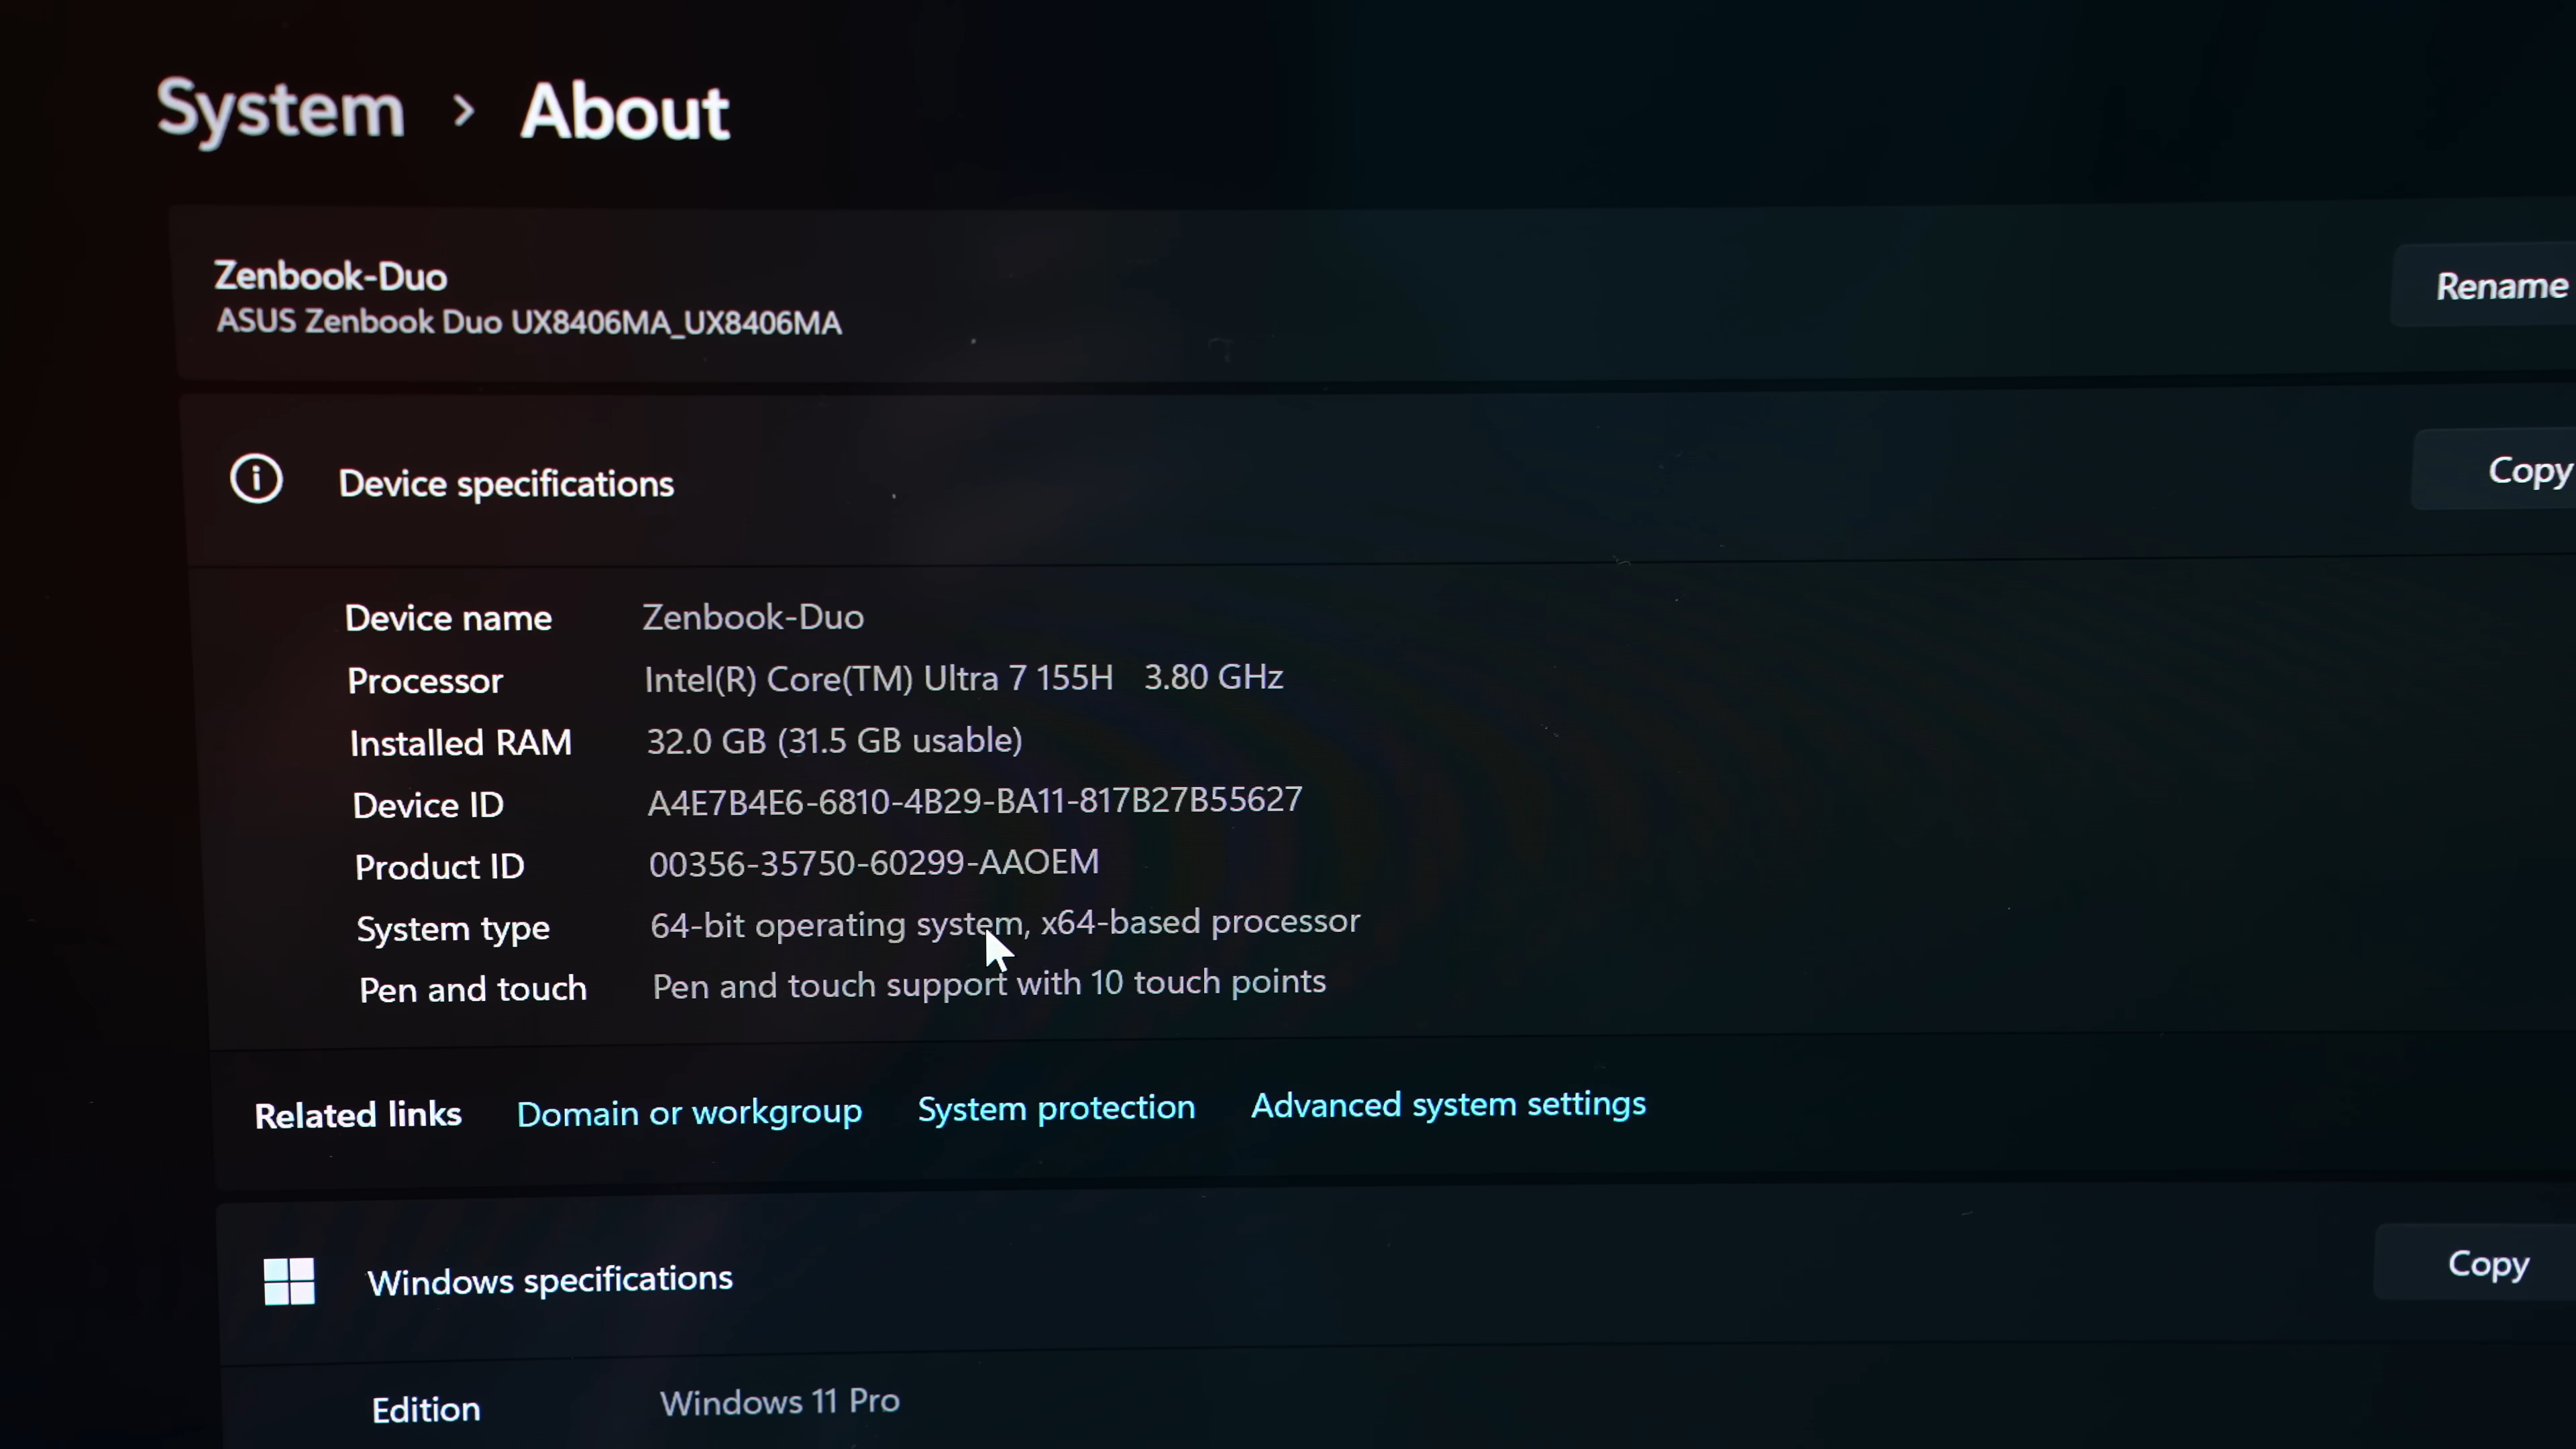 System > About
Zenbook-Duo
ASUS Zenbook Duo UX8406MA_UX8406MA
Rename
Device specifications
Copy
Device name Zenbook-Duo
Processor Intel(R) Core(TM) Ultra 7 155H 3.80 GHz
Installed RAM 32.0 GB (31.5 GB usable)
Device ID A4E7B4E6-6810-4B29-BA11-817B27B55627
Product ID 00356-35750-60299-AAOEM
System type 64-bit operating system, x64-based processor
Pen and touch Pen and touch support with 10 touch points
Related links Domain or workgroup System protection Advanced system settings
Windows specifications
Copy
Edition Windows 11 Pro